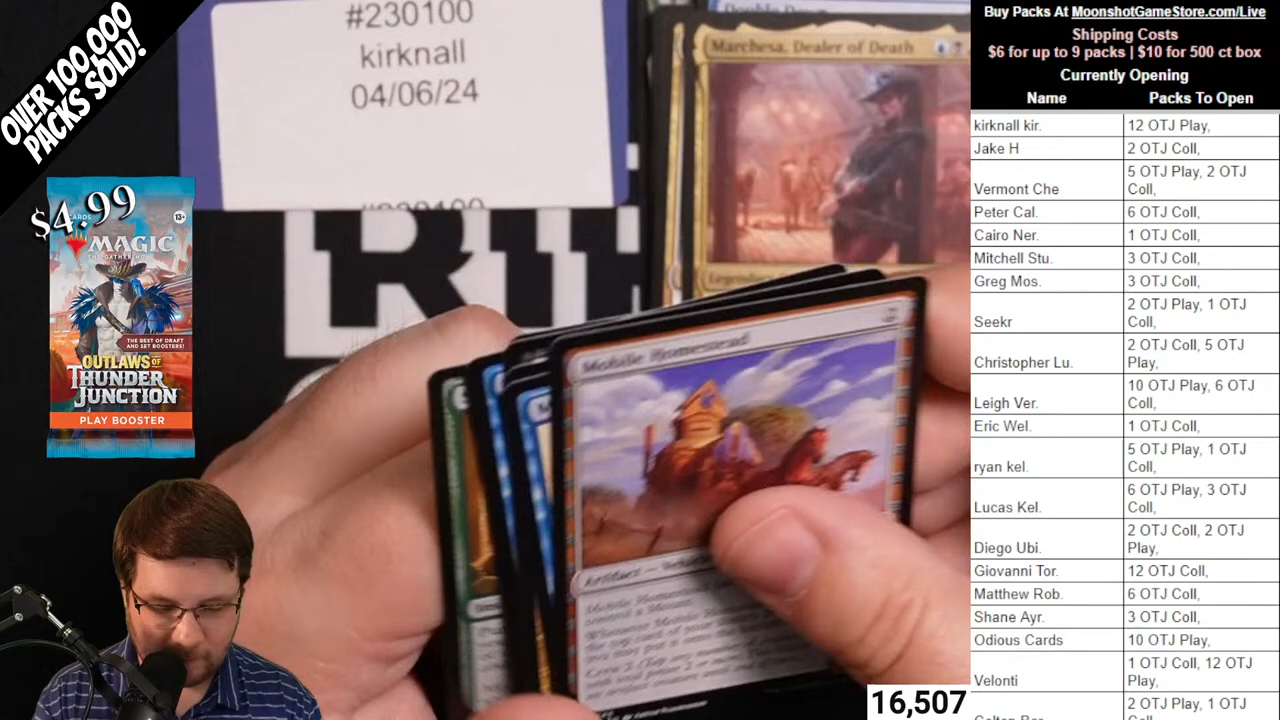 OVER 100,000
PACKS SOLD!
$4.99
CARDS
13+
MAGIC
THE GATHERING
THE BEST OF DRAFT
AND SET BOOSTERS!
OUTLAWS OF
THUNDER
JUNCTION
PLAY BOOSTER
#230100
kirknall
04/06/24
Marchesa, Dealer of Death
Mobile Homestead
2
16,507
Buy Packs At MoonshotGameStore.com/Live
Shipping Costs
$6 for up to 9 packs | $10 for 500 ct box
Currently Opening
Name Packs To Open
kirknall kir. 12 OTJ Play,
Jake H 2 OTJ Coll,
Vermont Che 5 OTJ Play, 2 OTJ
Coll,
Peter Cal. 6 OTJ Coll,
Cairo Ner. 1 OTJ Coll,
Mitchell Stu. 3 OTJ Coll,
Greg Mos. 3 OTJ Coll,
Seekr 2 OTJ Play, 1 OTJ
Coll,
Christopher Lu. 2 OTJ Coll, 5 OTJ
Play,
Leigh Ver. 10 OTJ Play, 6 OTJ
Coll,
Eric Wel. 1 OTJ Coll,
ryan kel. 5 OTJ Play, 1 OTJ
Coll,
Lucas Kel. 6 OTJ Play, 3 OTJ
Coll,
Diego Ubi. 2 OTJ Coll, 2 OTJ
Play,
Giovanni Tor. 12 OTJ Coll,
Matthew Rob. 6 OTJ Coll,
Shane Ayr. 3 OTJ Coll,
Odious Cards 10 OTJ Play,
Velonti 1 OTJ Coll, 12 OTJ
Play,
2 OTJ Play, 1 OTJ